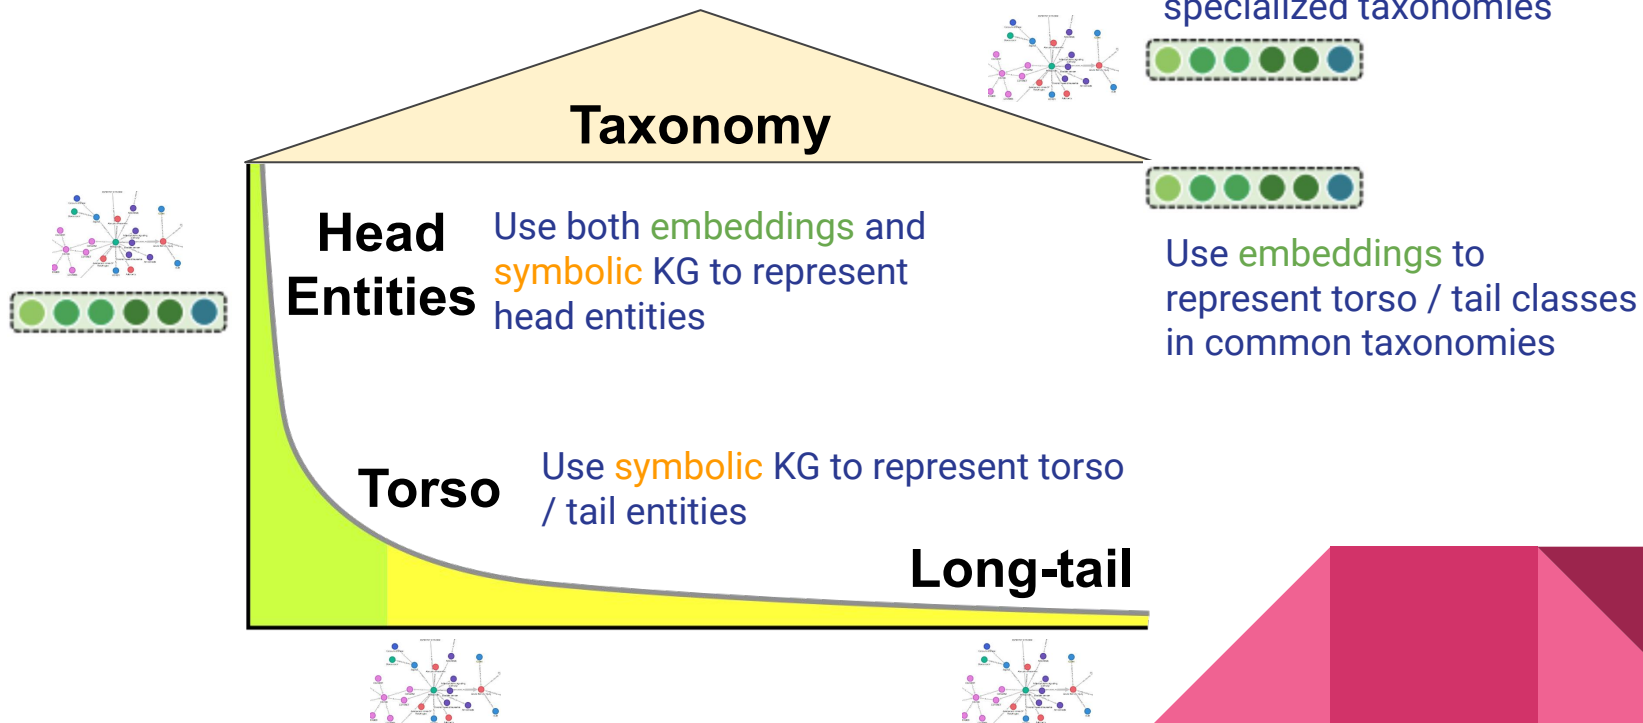 specialized taxonomies
Taxonomy
Head
Entities
Use both embeddings and
symbolic KG to represent
head entities
Use embeddings to
represent torso / tail classes
in common taxonomies
Torso
Use symbolic KG to represent torso
/ tail entities
Long-tail